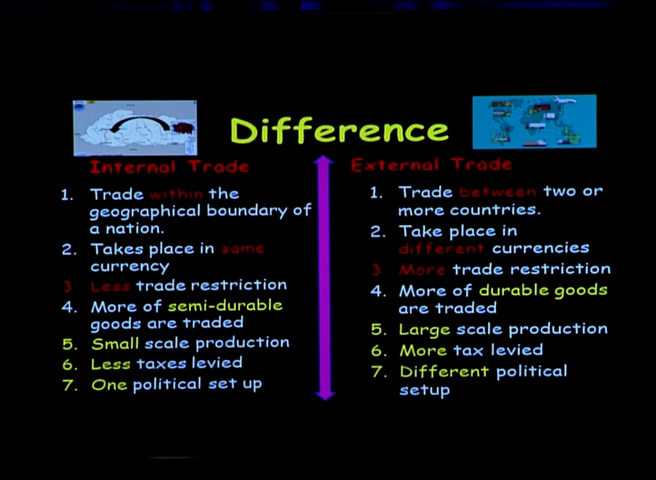 Difference
Internal Trade
1. Trade within the
geographical boundary of
a nation.
2. Takes place in same
currency
3 Less trade restriction
4. More of semi-durable
goods are traded
5. Small scale production
6. Less taxes levied
7. One political set up
External Trade
1. Trade between two or
more countries.
2. Take place in
different currencies
3 More trade restriction
4. More of durable goods
are traded
5. Large scale production
6. More tax levied
7. Different political
setup